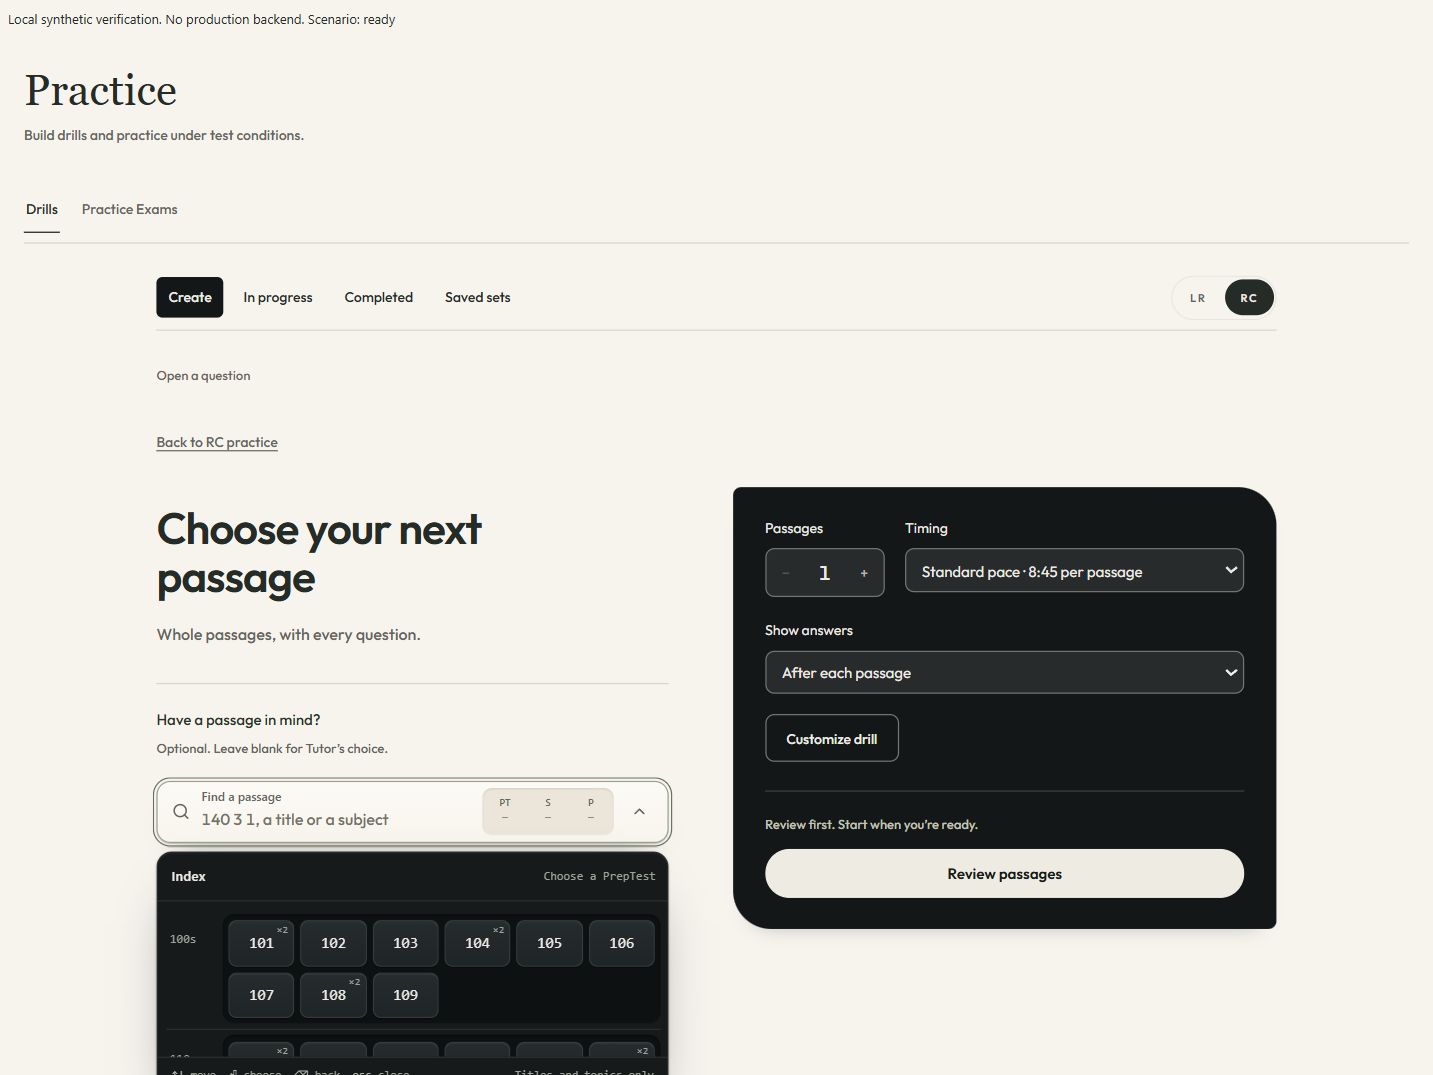 Local synthetic verification. No production backend. Scenario: ready
Practice
Build drills and practice under test conditions.
Drills Practice Exams
Create In progress Completed Saved sets LR RC
Open a question
Back to RC practice
Choose your next
passage
Whole passages, with every question.
Have a passage in mind?
Optional. Leave blank for Tutor's choice.
Find a passage
140 3 1, a title or a subject
PT S P
– – –
Index Choose a PrepTest
100s
101 ×2 102 103 104 ×2 105 106
107 108 ×2 109
×2 ×2
move choose back esc close Titles and topics only
Passages Timing
− 1 + Standard pace · 8:45 per passage
Show answers
After each passage
Customize drill
Review first. Start when you're ready.
Review passages